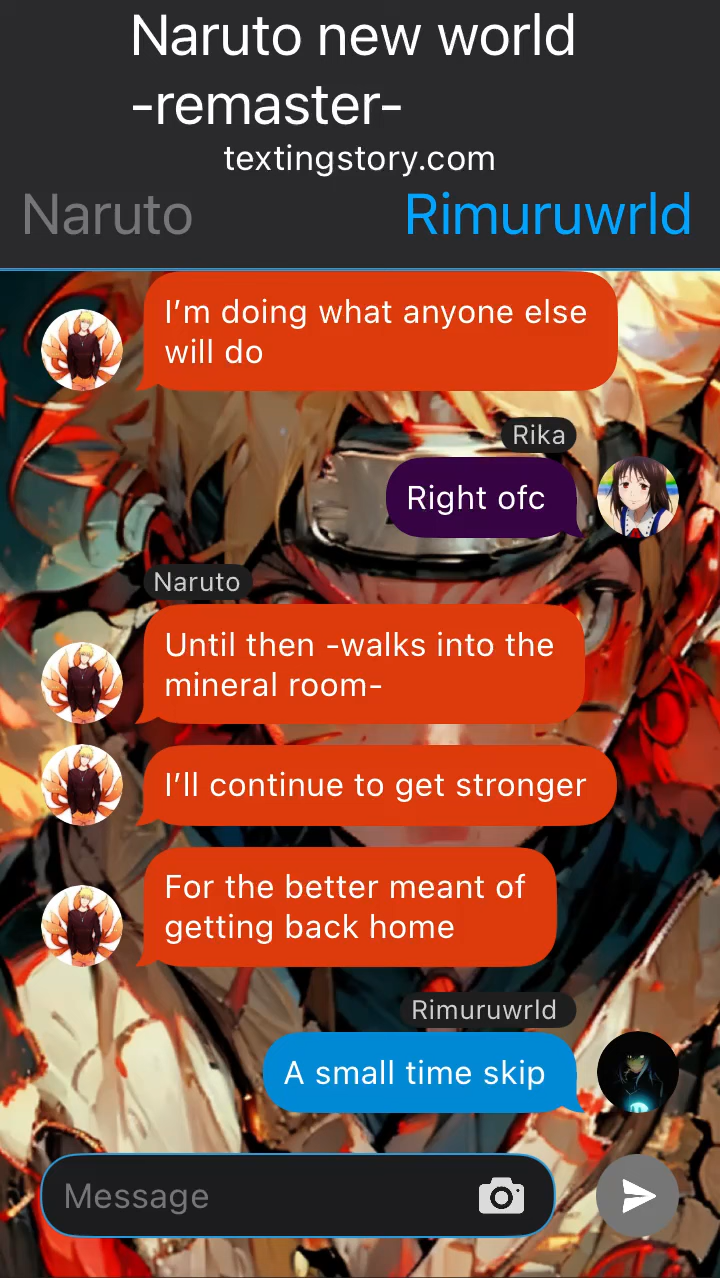 Naruto new world
-remaster-
textingstory.com
Naruto
Rimuruwrld
I’m doing what anyone else
will do
Rika
Right ofc
Naruto
Until then -walks into the
mineral room-
I’ll continue to get stronger
For the better meant of
getting back home
Rimuruwrld
A small time skip
Message